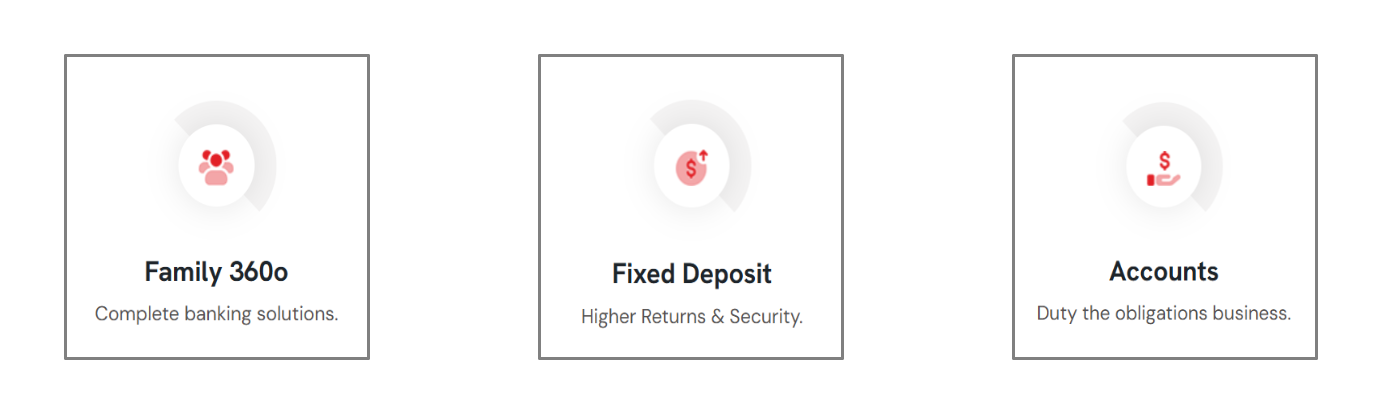 Family 360o
Complete banking solutions.
Fixed Deposit
Higher Returns & Security.
Accounts
Duty the obligations business.